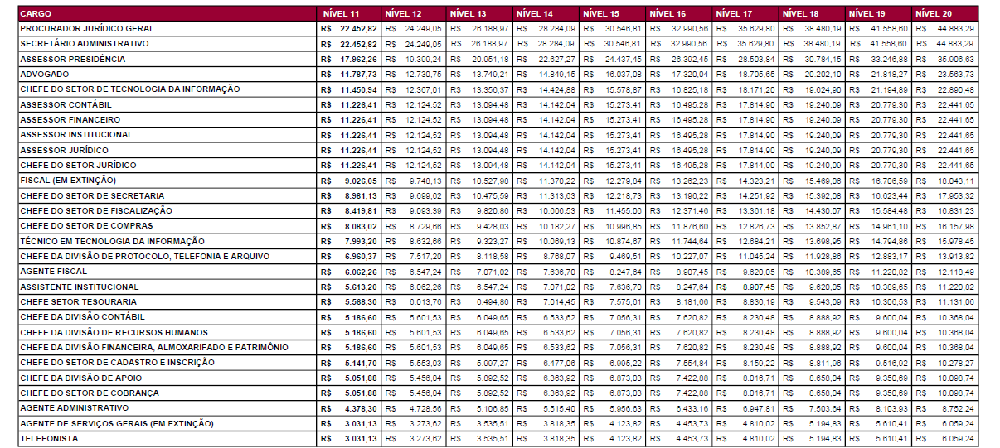 CARGO NÍVEL 11 NÍVEL 12 NÍVEL 13 NÍVEL 14 NÍVEL 15 NÍVEL 16 NÍVEL 17 NÍVEL 18 NÍVEL 19 NÍVEL 20
PROCURADOR JURÍDICO GERAL R$ 22.452,82 R$ 24.249,05 R$ 26.188,97 R$ 28.284,09 R$ 30.546,81 R$ 32.990,56 R$ 35.629,80 R$ 38.480,19 R$ 41.558,60 R$ 44.883,29
SECRETÁRIO ADMINISTRATIVO R$ 22.452,82 R$ 24.249,05 R$ 26.188,97 R$ 28.284,09 R$ 30.546,81 R$ 32.990,56 R$ 35.629,80 R$ 38.480,19 R$ 41.558,60 R$ 44.883,29
ASSESSOR PRESIDÊNCIA R$ 17.962,26 R$ 19.399,24 R$ 20.951,18 R$ 22.627,27 R$ 24.437,45 R$ 26.392,45 R$ 28.503,84 R$ 30.784,15 R$ 33.246,88 R$ 35.906,63
ADVOGADO R$ 11.787,73 R$ 12.730,75 R$ 13.749,21 R$ 14.849,15 R$ 16.037,08 R$ 17.320,04 R$ 18.705,65 R$ 20.202,10 R$ 21.818,27 R$ 23.563,73
CHEFE DO SETOR DE TECNOLOGIA DA INFORMAÇÃO R$ 11.450,94 R$ 12.367,01 R$ 13.356,37 R$ 14.424,88 R$ 15.578,87 R$ 16.825,18 R$ 18.171,20 R$ 19.624,90 R$ 21.194,89 R$ 22.890,48
ASSESSOR CONTÁBIL R$ 11.226,41 R$ 12.124,52 R$ 13.094,48 R$ 14.142,04 R$ 15.273,41 R$ 16.495,28 R$ 17.814,90 R$ 19.240,09 R$ 20.779,30 R$ 22.441,65
ASSESSOR FINANCEIRO R$ 11.226,41 R$ 12.124,52 R$ 13.094,48 R$ 14.142,04 R$ 15.273,41 R$ 16.495,28 R$ 17.814,90 R$ 19.240,09 R$ 20.779,30 R$ 22.441,65
ASSESSOR INSTITUCIONAL R$ 11.226,41 R$ 12.124,52 R$ 13.094,48 R$ 14.142,04 R$ 15.273,41 R$ 16.495,28 R$ 17.814,90 R$ 19.240,09 R$ 20.779,30 R$ 22.441,65
ASSESSOR JURÍDICO R$ 11.226,41 R$ 12.124,52 R$ 13.094,48 R$ 14.142,04 R$ 15.273,41 R$ 16.495,28 R$ 17.814,90 R$ 19.240,09 R$ 20.779,30 R$ 22.441,65
CHEFE DO SETOR JURÍDICO R$ 11.226,41 R$ 12.124,52 R$ 13.094,48 R$ 14.142,04 R$ 15.273,41 R$ 16.495,28 R$ 17.814,90 R$ 19.240,09 R$ 20.779,30 R$ 22.441,65
FISCAL (EM EXTINÇÃO) R$ 9.026,05 R$ 9.748,13 R$ 10.527,98 R$ 11.370,22 R$ 12.279,84 R$ 13.262,23 R$ 14.323,21 R$ 15.469,06 R$ 16.706,59 R$ 18.043,11
CHEFE DO SETOR DE SECRETARIA R$ 8.981,13 R$ 9.699,62 R$ 10.475,59 R$ 11.313,63 R$ 12.218,73 R$ 13.196,22 R$ 14.251,92 R$ 15.392,08 R$ 16.623,44 R$ 17.953,32
CHEFE DO SETOR DE FISCALIZAÇÃO R$ 8.419,81 R$ 9.093,39 R$ 9.820,86 R$ 10.606,53 R$ 11.455,06 R$ 12.371,46 R$ 13.361,18 R$ 14.430,07 R$ 15.584,48 R$ 16.831,23
CHEFE DO SETOR DE COMPRAS R$ 8.083,02 R$ 8.729,66 R$ 9.428,03 R$ 10.182,27 R$ 10.996,85 R$ 11.876,60 R$ 12.826,73 R$ 13.852,87 R$ 14.961,10 R$ 16.157,98
TÉCNICO EM TECNOLOGIA DA INFORMAÇÃO R$ 7.993,20 R$ 8.632,66 R$ 9.323,27 R$ 10.069,13 R$ 10.874,67 R$ 11.744,64 R$ 12.684,21 R$ 13.698,95 R$ 14.794,86 R$ 15.978,45
CHEFE DA DIVISÃO DE PROTOCOLO, TELEFONIA E ARQUIVO R$ 6.960,37 R$ 7.517,20 R$ 8.118,58 R$ 8.768,07 R$ 9.469,51 R$ 10.227,07 R$ 11.045,24 R$ 11.928,86 R$ 12.883,17 R$ 13.913,82
AGENTE FISCAL R$ 6.062,26 R$ 6.547,24 R$ 7.071,02 R$ 7.636,70 R$ 8.247,64 R$ 8.907,45 R$ 9.620,05 R$ 10.389,65 R$ 11.220,82 R$ 12.118,49
ASSISTENTE INSTITUCIONAL R$ 5.613,20 R$ 6.062,26 R$ 6.547,24 R$ 7.071,02 R$ 7.636,70 R$ 8.247,64 R$ 8.907,45 R$ 9.620,05 R$ 10.389,65 R$ 11.220,82
CHEFE SETOR TESOURARIA R$ 5.568,30 R$ 6.013,76 R$ 6.494,86 R$ 7.014,45 R$ 7.575,61 R$ 8.181,66 R$ 8.836,19 R$ 9.543,09 R$ 10.306,53 R$ 11.131,06
CHEFE DA DIVISÃO CONTÁBIL R$ 5.186,60 R$ 5.601,53 R$ 6.049,65 R$ 6.533,62 R$ 7.056,31 R$ 7.620,82 R$ 8.230,48 R$ 8.888,92 R$ 9.600,04 R$ 10.368,04
CHEFE DA DIVISÃO DE RECURSOS HUMANOS R$ 5.186,60 R$ 5.601,53 R$ 6.049,65 R$ 6.533,62 R$ 7.056,31 R$ 7.620,82 R$ 8.230,48 R$ 8.888,92 R$ 9.600,04 R$ 10.368,04
CHEFE DA DIVISÃO FINANCEIRA, ALMOXARIFADO E PATRIMÔNIO R$ 5.186,60 R$ 5.601,53 R$ 6.049,65 R$ 6.533,62 R$ 7.056,31 R$ 7.620,82 R$ 8.230,48 R$ 8.888,92 R$ 9.600,04 R$ 10.368,04
CHEFE DO SETOR DE CADASTRO E INSCRIÇÃO R$ 5.141,70 R$ 5.553,03 R$ 5.997,27 R$ 6.477,06 R$ 6.995,22 R$ 7.554,84 R$ 8.159,22 R$ 8.811,96 R$ 9.516,92 R$ 10.278,27
CHEFE DA DIVISÃO DE APOIO R$ 5.051,88 R$ 5.456,04 R$ 5.892,52 R$ 6.363,92 R$ 6.873,03 R$ 7.422,88 R$ 8.016,71 R$ 8.658,04 R$ 9.350,69 R$ 10.098,74
CHEFE DO SETOR DE COBRANÇA R$ 5.051,88 R$ 5.456,04 R$ 5.892,52 R$ 6.363,92 R$ 6.873,03 R$ 7.422,88 R$ 8.016,71 R$ 8.658,04 R$ 9.350,69 R$ 10.098,74
AGENTE ADMINISTRATIVO R$ 4.378,30 R$ 4.728,56 R$ 5.106,85 R$ 5.515,40 R$ 5.956,63 R$ 6.433,16 R$ 6.947,81 R$ 7.503,64 R$ 8.103,93 R$ 8.752,24
AGENTE DE SERVIÇOS GERAIS (EM EXTINÇÃO) R$ 3.031,13 R$ 3.273,62 R$ 3.535,51 R$ 3.818,35 R$ 4.123,82 R$ 4.453,73 R$ 4.810,02 R$ 5.194,83 R$ 5.610,41 R$ 6.059,24
TELEFONISTA R$ 3.031,13 R$ 3.273,62 R$ 3.535,51 R$ 3.818,35 R$ 4.123,82 R$ 4.453,73 R$ 4.810,02 R$ 5.194,83 R$ 5.610,41 R$ 6.059,24